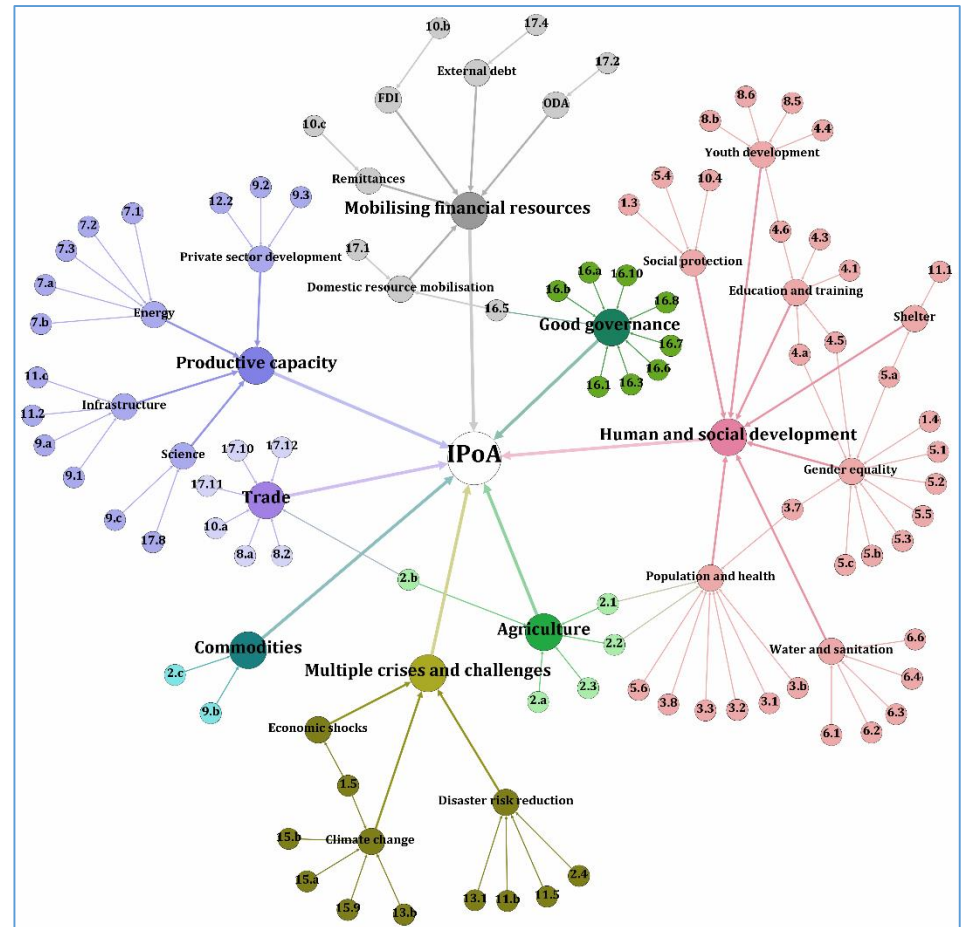 10.b
17.4
External debt
17.2
FDI
ODA
10.c
Remittances
Mobilising financial resources
17.1
Domestic resource mobilisation
16.5
8.6
8.5
8.b
4.4
Youth development
5.4
10.4
1.3
Social protection
4.6
4.3
4.1
Education and training
11.1
Shelter
4.a
4.5
5.a
12.2
9.2
9.3
Private sector development
7.1
7.2
7.3
7.a
7.b
Energy
Productive capacity
11.c
Infrastructure
11.2
9.a
9.1
Science
9.c
17.8
16.a
16.10
16.b
16.8
Good governance
16.7
16.6
16.1
16.3
IPoA
Human and social development
1.4
5.1
Gender equality
5.2
5.5
5.3
5.b
5.c
3.7
17.10
17.12
17.11
Trade
10.a
8.a
8.2
2.b
Population and health
2.1
2.2
Agriculture
2.3
2.a
5.6
3.8
3.3
3.2
3.1
3.b
Water and sanitation
6.6
6.4
6.3
6.2
6.1
Commodities
2.c
9.b
Multiple crises and challenges
Economic shocks
1.5
Climate change
15.b
15.a
15.9
13.b
Disaster risk reduction
13.1
11.b
11.5
2.4